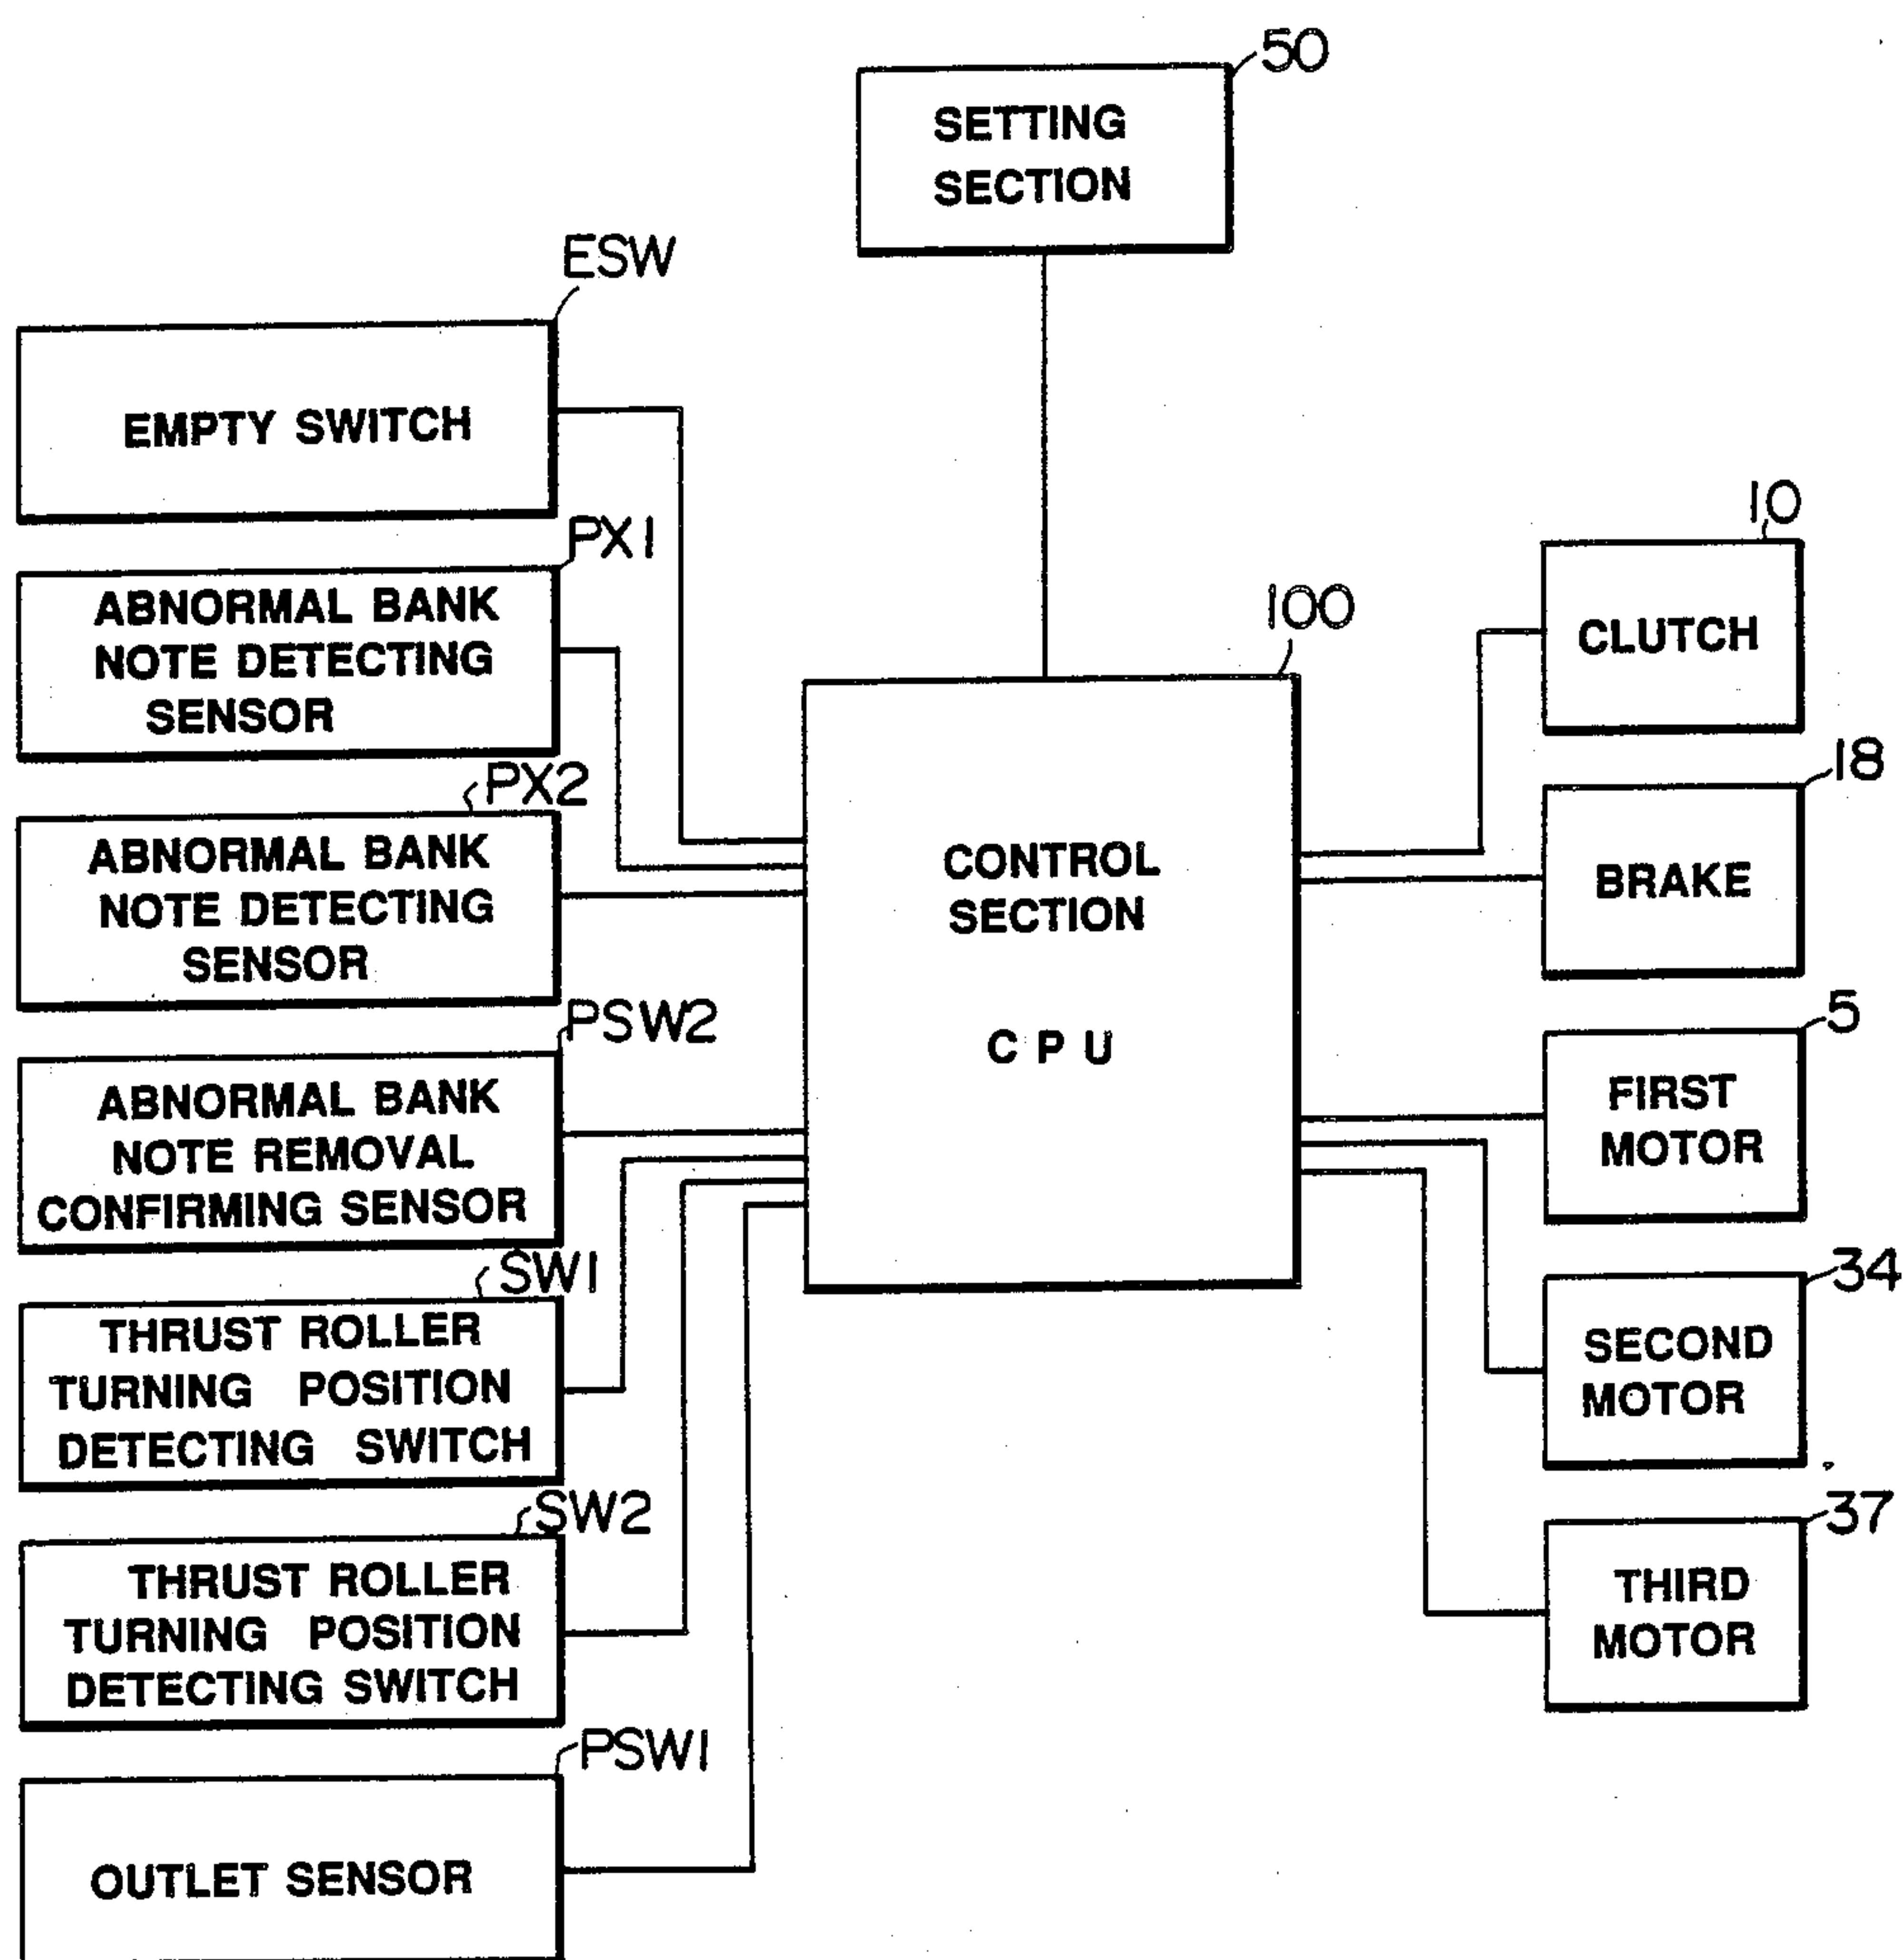 50
SETTING
SECTION
ESW
EMPTY SWITCH
PX1
ABNORMAL BANK
NOTE DETECTING
SENSOR
PX2
ABNORMAL BANK
NOTE DETECTING
SENSOR
PSW2
ABNORMAL BANK
NOTE REMOVAL
CONFIRMING SENSOR
SW1
THRUST ROLLER
TURNING POSITION
DETECTING SWITCH
SW2
THRUST ROLLER
TURNING POSITION
DETECTING SWITCH
PSW1
OUTLET SENSOR
100
CONTROL
SECTION
C P U
10
CLUTCH
18
BRAKE
5
FIRST
MOTOR
34
SECOND
MOTOR
37
THIRD
MOTOR